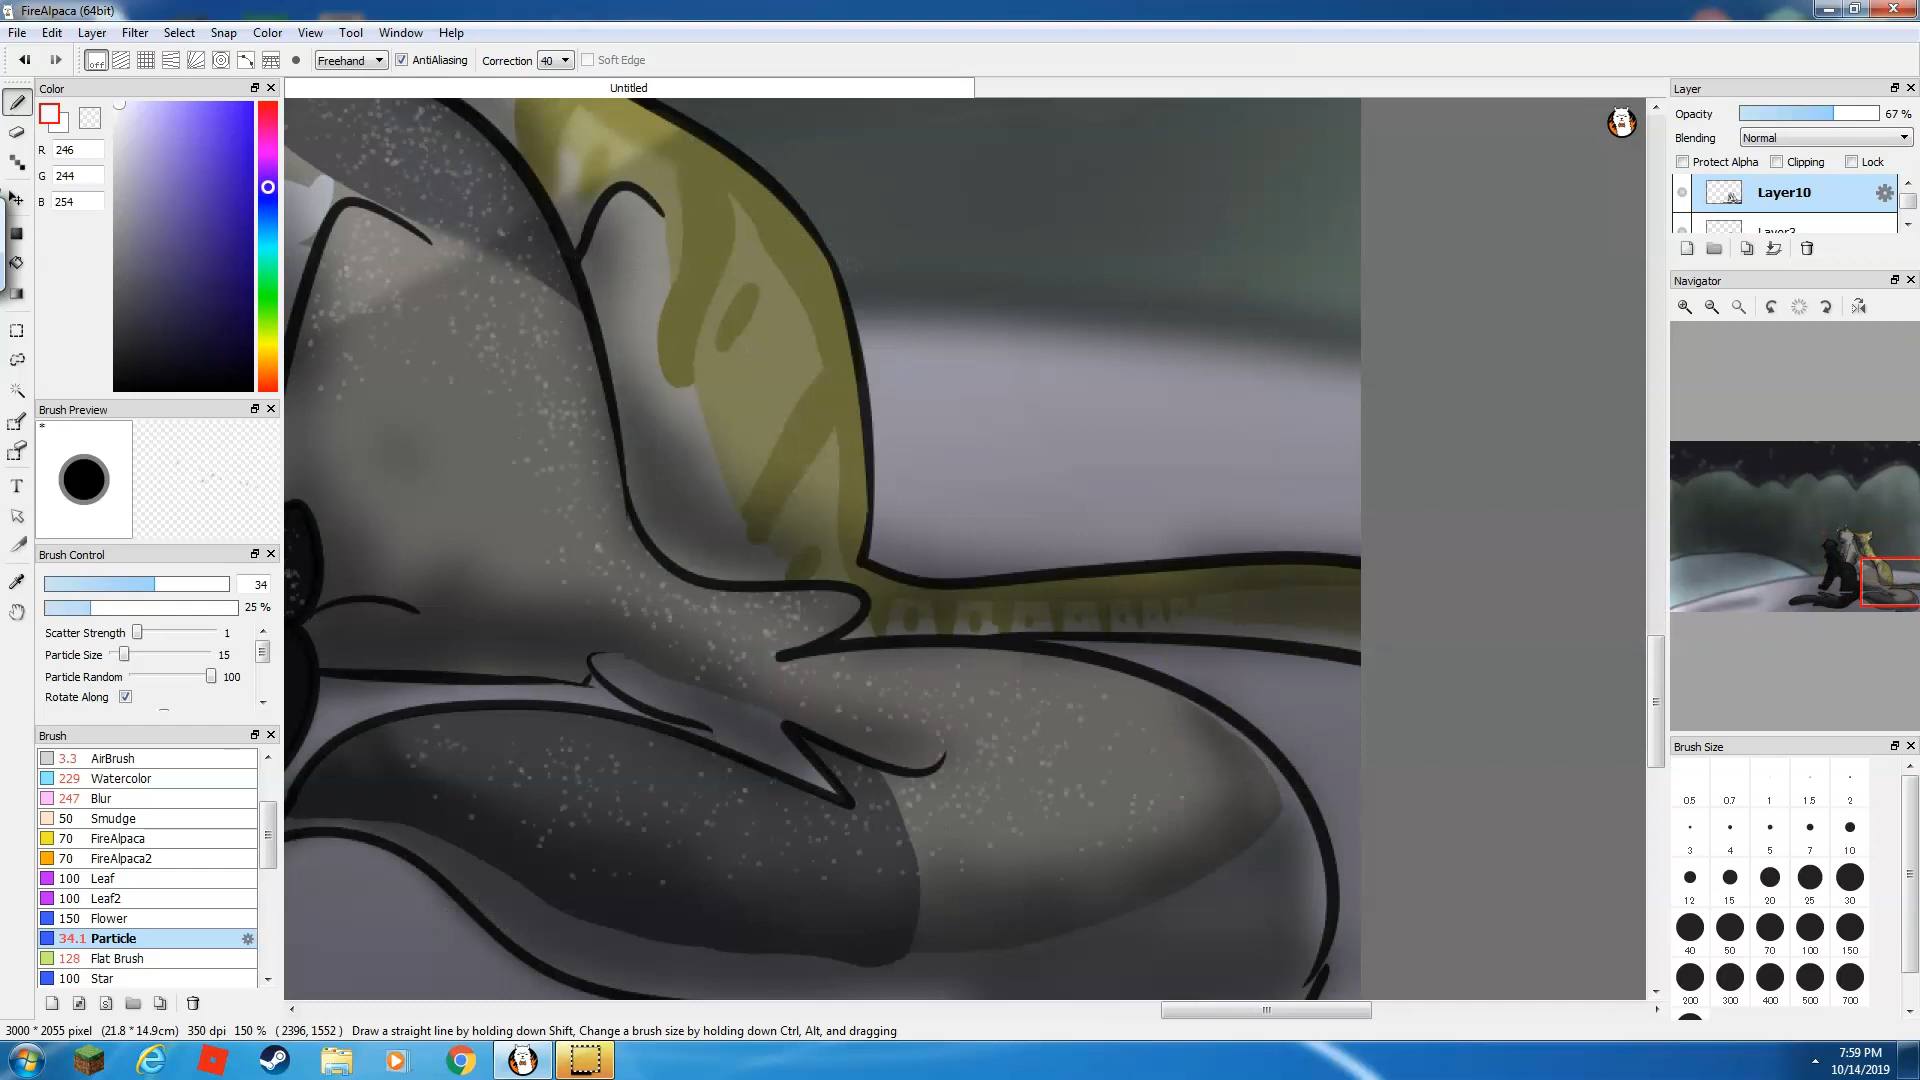 FireAlpaca (64bit)
File Edit Layer Filter Select Snap Color View Tool Window Help
off Freehand AntiAliasing Correction 40 Soft Edge
Color
Untitled
Layer
R 246
G 244
B 254
Opacity 67 %
Blending Normal
Protect Alpha Clipping Lock
Layer10
Layer3
Navigator
Brush Preview
*
Brush Control
34
25 %
Scatter Strength 1
Particle Size 15
Particle Random 100
Rotate Along
Brush
3.3 AirBrush
229 Watercolor
247 Blur
50 Smudge
70 FireAlpaca
70 FireAlpaca2
100 Leaf
100 Leaf2
150 Flower
34.1 Particle
128 Flat Brush
100 Star
Brush Size
0.5 0.7 1 1.5 2
3 4 5 7 10
12 15 20 25 30
40 50 70 100 150
200 300 400 500 700
3000 * 2055 pixel (21.8 * 14.9cm) 350 dpi 150 % ( 2396, 1552 ) Draw a straight line by holding down Shift, Change a brush size by holding down Ctrl, Alt, and dragging
7:59 PM
10/14/2019